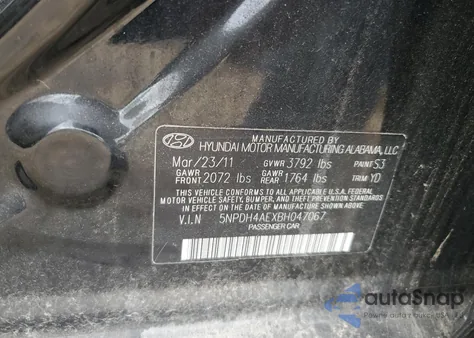 MANUFACTURED BY
HYUNDAI MOTOR MANUFACTURING ALABAMA, LLC
Mar/23/11 GVWR 3792 lbs PAINT S3
GAWR FRONT 2072 lbs GAWR REAR 1764 lbs TRIM YD
THIS VEHICLE CONFORMS TO ALL APPLICABLE U.S.A. FEDERAL
MOTOR VEHICLE SAFETY, BUMPER, AND THEFT PREVENTION
STANDARDS IN EFFECT ON THE DATE OF MANUFACTURE SHOWN ABOVE.
V.I.N 5NPDH4AEXBH047067
PASSENGER CAR
autoSnap